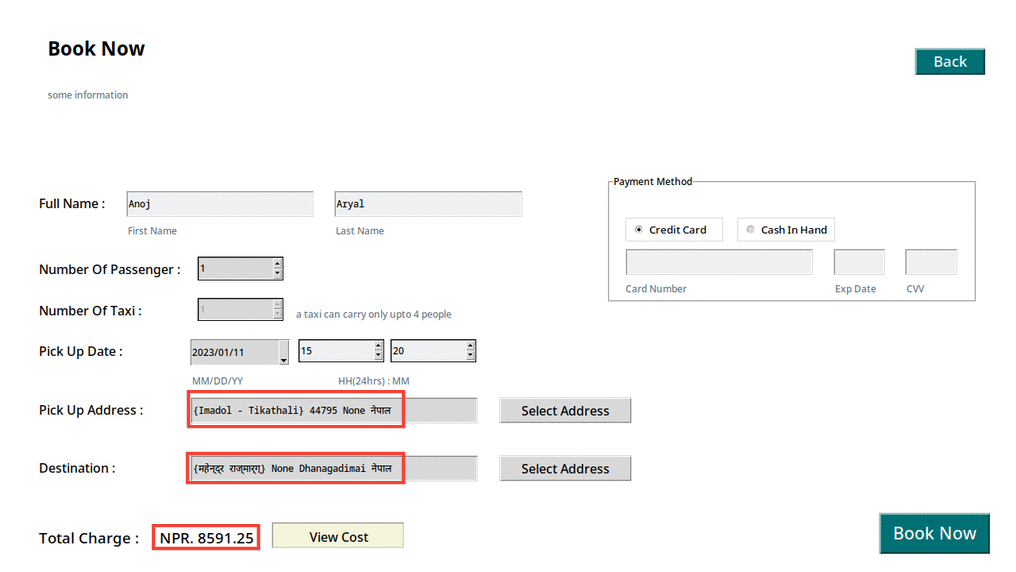 Book Now
Back
some information
Full Name :
Anoj
Aryal
First Name
Last Name
Payment Method
Credit Card
Cash In Hand
Card Number
Exp Date
CVV
Number Of Passenger :
1
Number Of Taxi :
1
a taxi can carry only upto 4 people
Pick Up Date :
2023/01/11
15
20
MM/DD/YY
HH(24hrs) : MM
Pick Up Address :
{Imadol - Tikathali} 44795 None नेपाल
Select Address
Destination :
{महेन्द्र राज्मार्ग्} None Dhanagadimai नेपाल
Select Address
Total Charge :
NPR. 8591.25
View Cost
Book Now